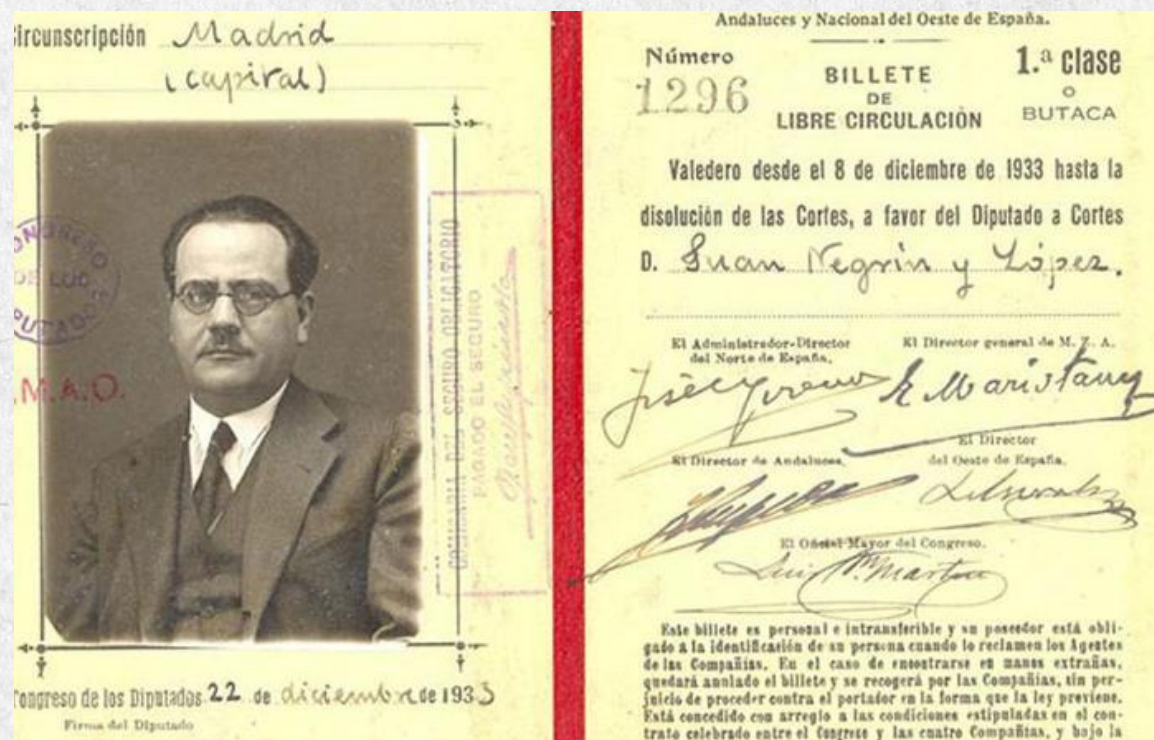 Circunscripción Madrid
(capital)
CONGRESO
DE LOS
DIPUTADOS
.M.A.O.
COMISARIA DEL SEGURO OBLIGATORIO
PAGADO EL SEGURO
Congreso de los Diputados 22 de diciembre de 1933
Firma del Diputado
Andaluces y Nacional del Oeste de España.
Número
1296
BILLETE
DE
LIBRE CIRCULACIÓN
1.ª clase
O
BUTACA
Valedero desde el 8 de diciembre de 1933 hasta la
disolución de las Cortes, a favor del Diputado a Cortes
D. Juan Negrín y López.
El Administrador-Director
del Norte de España,
El Director general de M. Z. A.
E. Maristany
El Director de Andaluces,
El Director
del Oeste de España,
El Oficial Mayor del Congreso,
Luis Martin
Este billete es personal e intransferible y su poseedor está obli-
gado a la identificación de su persona cuando lo reclamen los Agentes
de las Compañías. En el caso de encontrarse en manos extrañas,
quedará anulado el billete y se recogerá por las Compañías, sin per-
juicio de proceder contra el portador en la forma que la ley previene.
Está concedido con arreglo a las condiciones estipuladas en el con-
trato celebrado entre el Congreso y las cuatro Compañías, y bajo la